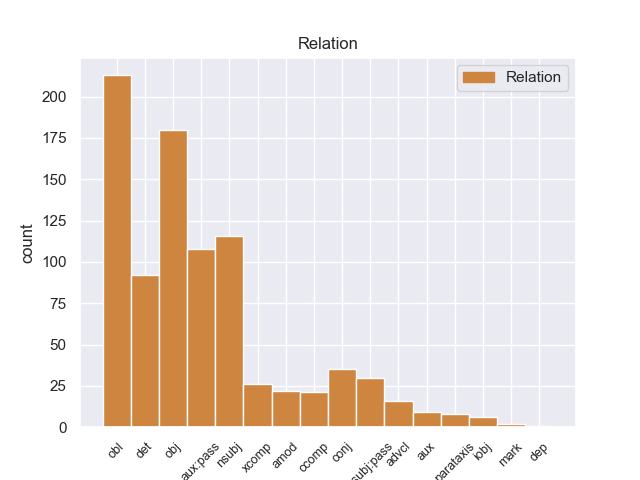 Relation
Relation
200
175
150
125
100
75
50
25
0
count
obl
det
obj
aux:pass
nsubj
xcomp
amod
ccomp
conj
subj:pass
advcl
aux
parataxis
iobj
mark
dep